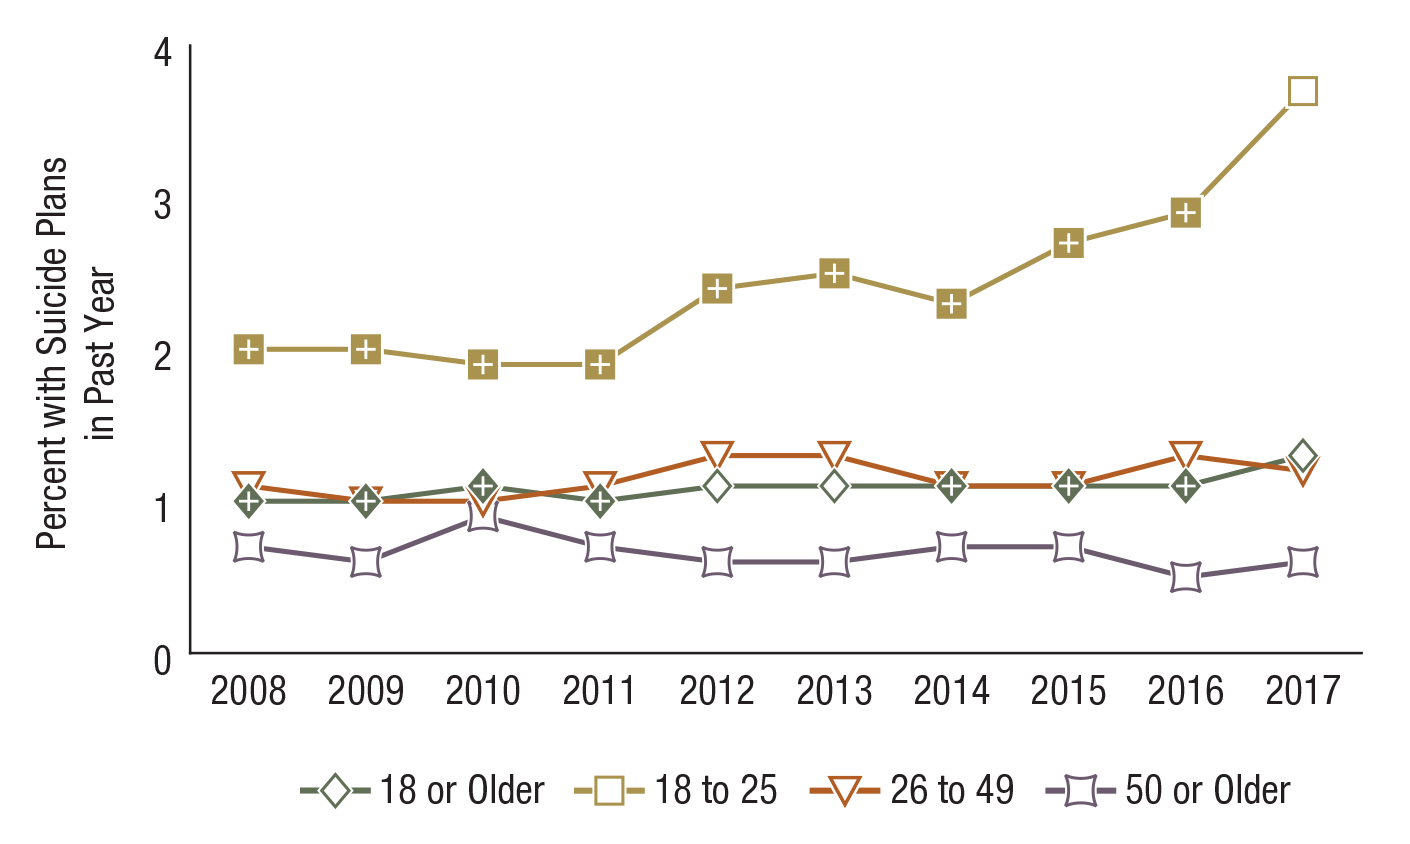 4
3
2
1
0
Percent with Suicide Plans
in Past Year
2008 2009 2010 2011 2012 2013 2014 2015 2016 2017
18 or Older 18 to 25 26 to 49 50 or Older